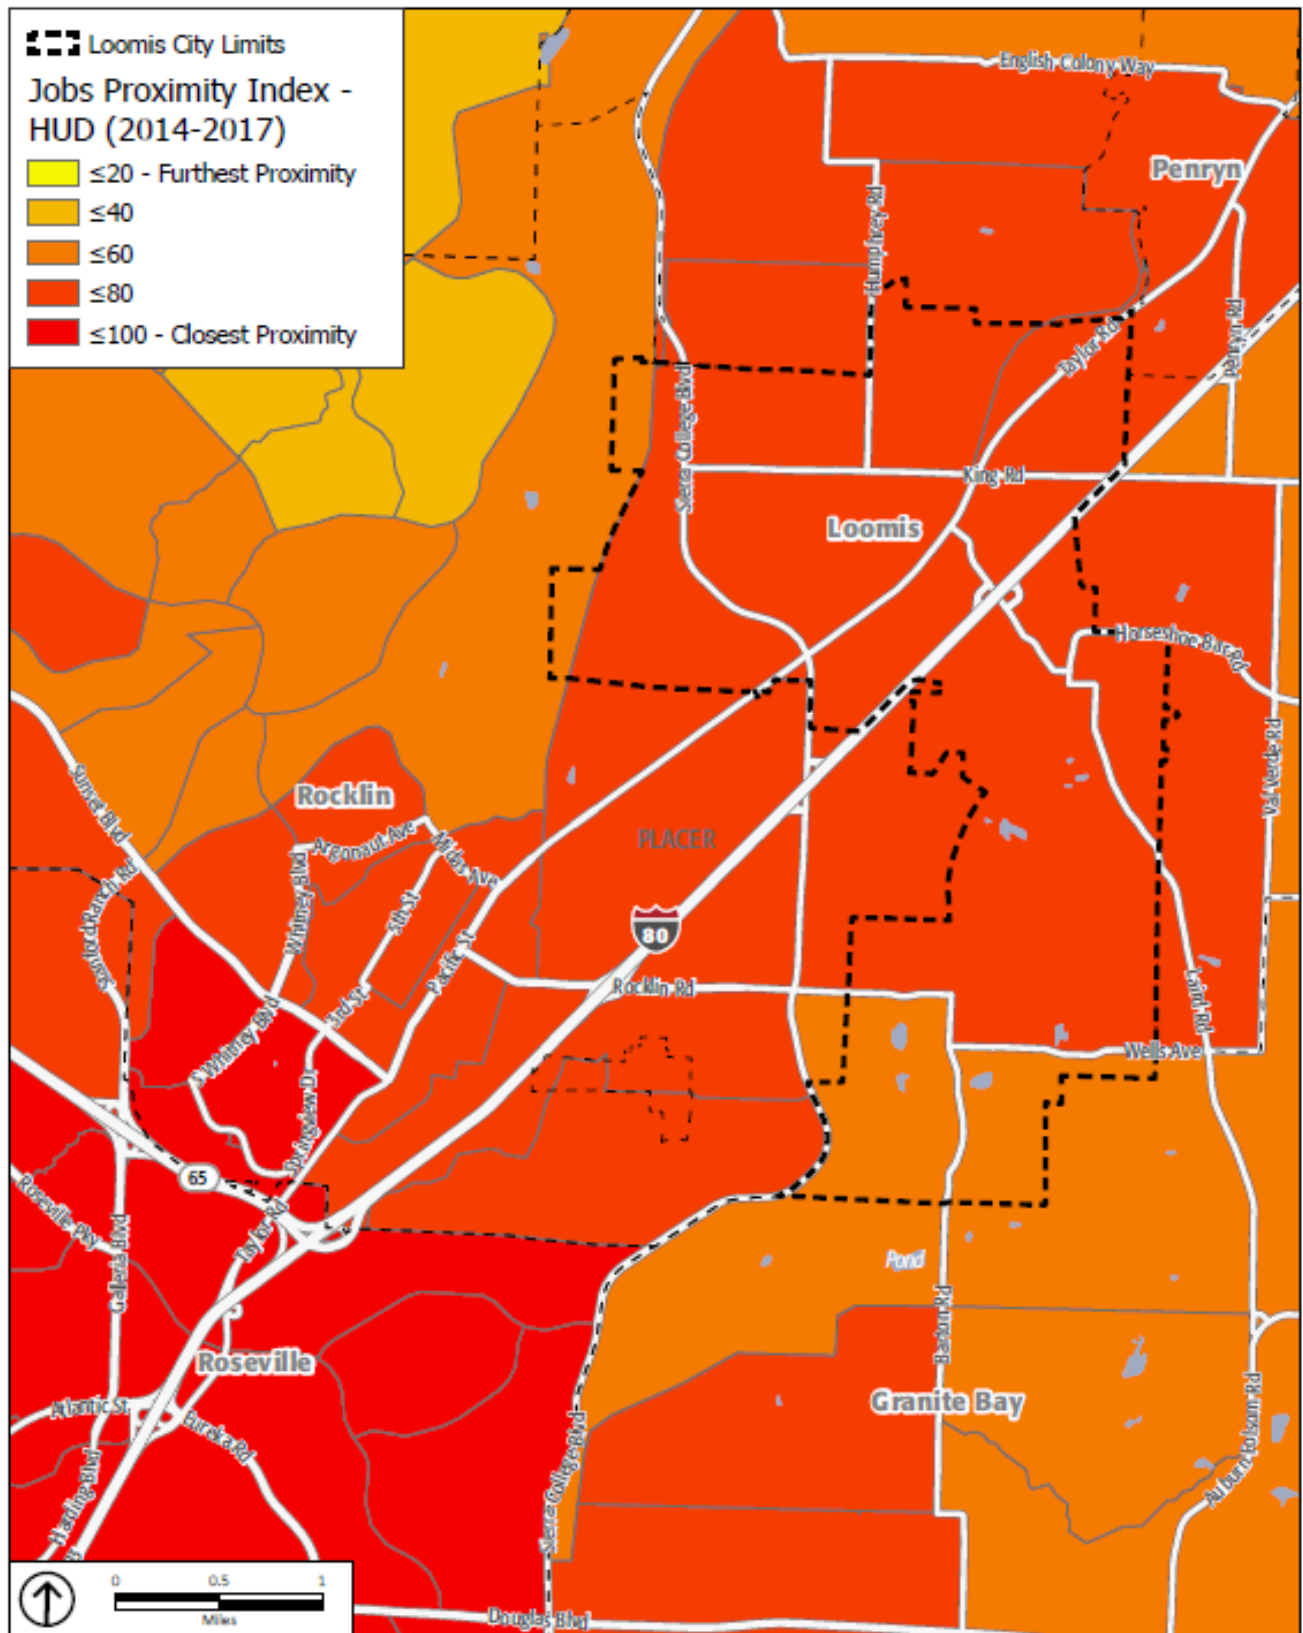 Loomis City Limits
Jobs Proximity Index -
HUD (2014-2017)
≤20 - Furthest Proximity
≤40
≤60
≤80
≤100 - Closest Proximity
English Colony Way
Penryn
Humphrey Rd
Taylor Rd
Penryn Rd
Sierra College Blvd
King Rd
Loomis
Horseshoe Bar Rd
Val Verde Rd
Sunset Blvd
Rocklin
Argonaut Ave
Midas Ave
PLACER
Stanford Ranch Rd
Whitney Blvd
5th St
Pacific St
80
Rocklin Rd
Laird Rd
3rd St
S Whitney Blvd
Wells Ave
Springview Dr
65
Roseville Pky
Galleria Blvd
Taylor Rd
Pond
Barton Rd
Roseville
Granite Bay
Atlantic St
Eureka Rd
Harding Blvd
Sierra College Blvd
Auburn Folsom Rd
0 0.5 1
Miles
Douglas Blvd